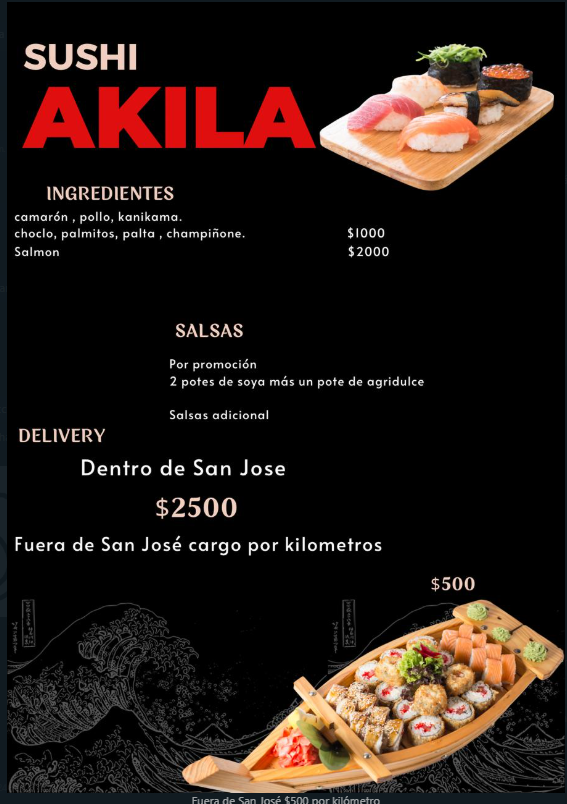 SUSHI
AKILA
INGREDIENTES
camarón , pollo, kanikama.
choclo, palmitos, palta , champiñone. $1000
Salmon $2000
SALSAS
Por promoción
2 potes de soya más un pote de agridulce
Salsas adicional
DELIVERY
Dentro de San Jose
$2500
Fuera de San José cargo por kilometros
$500
Fuera de San José $500 por kilómetro